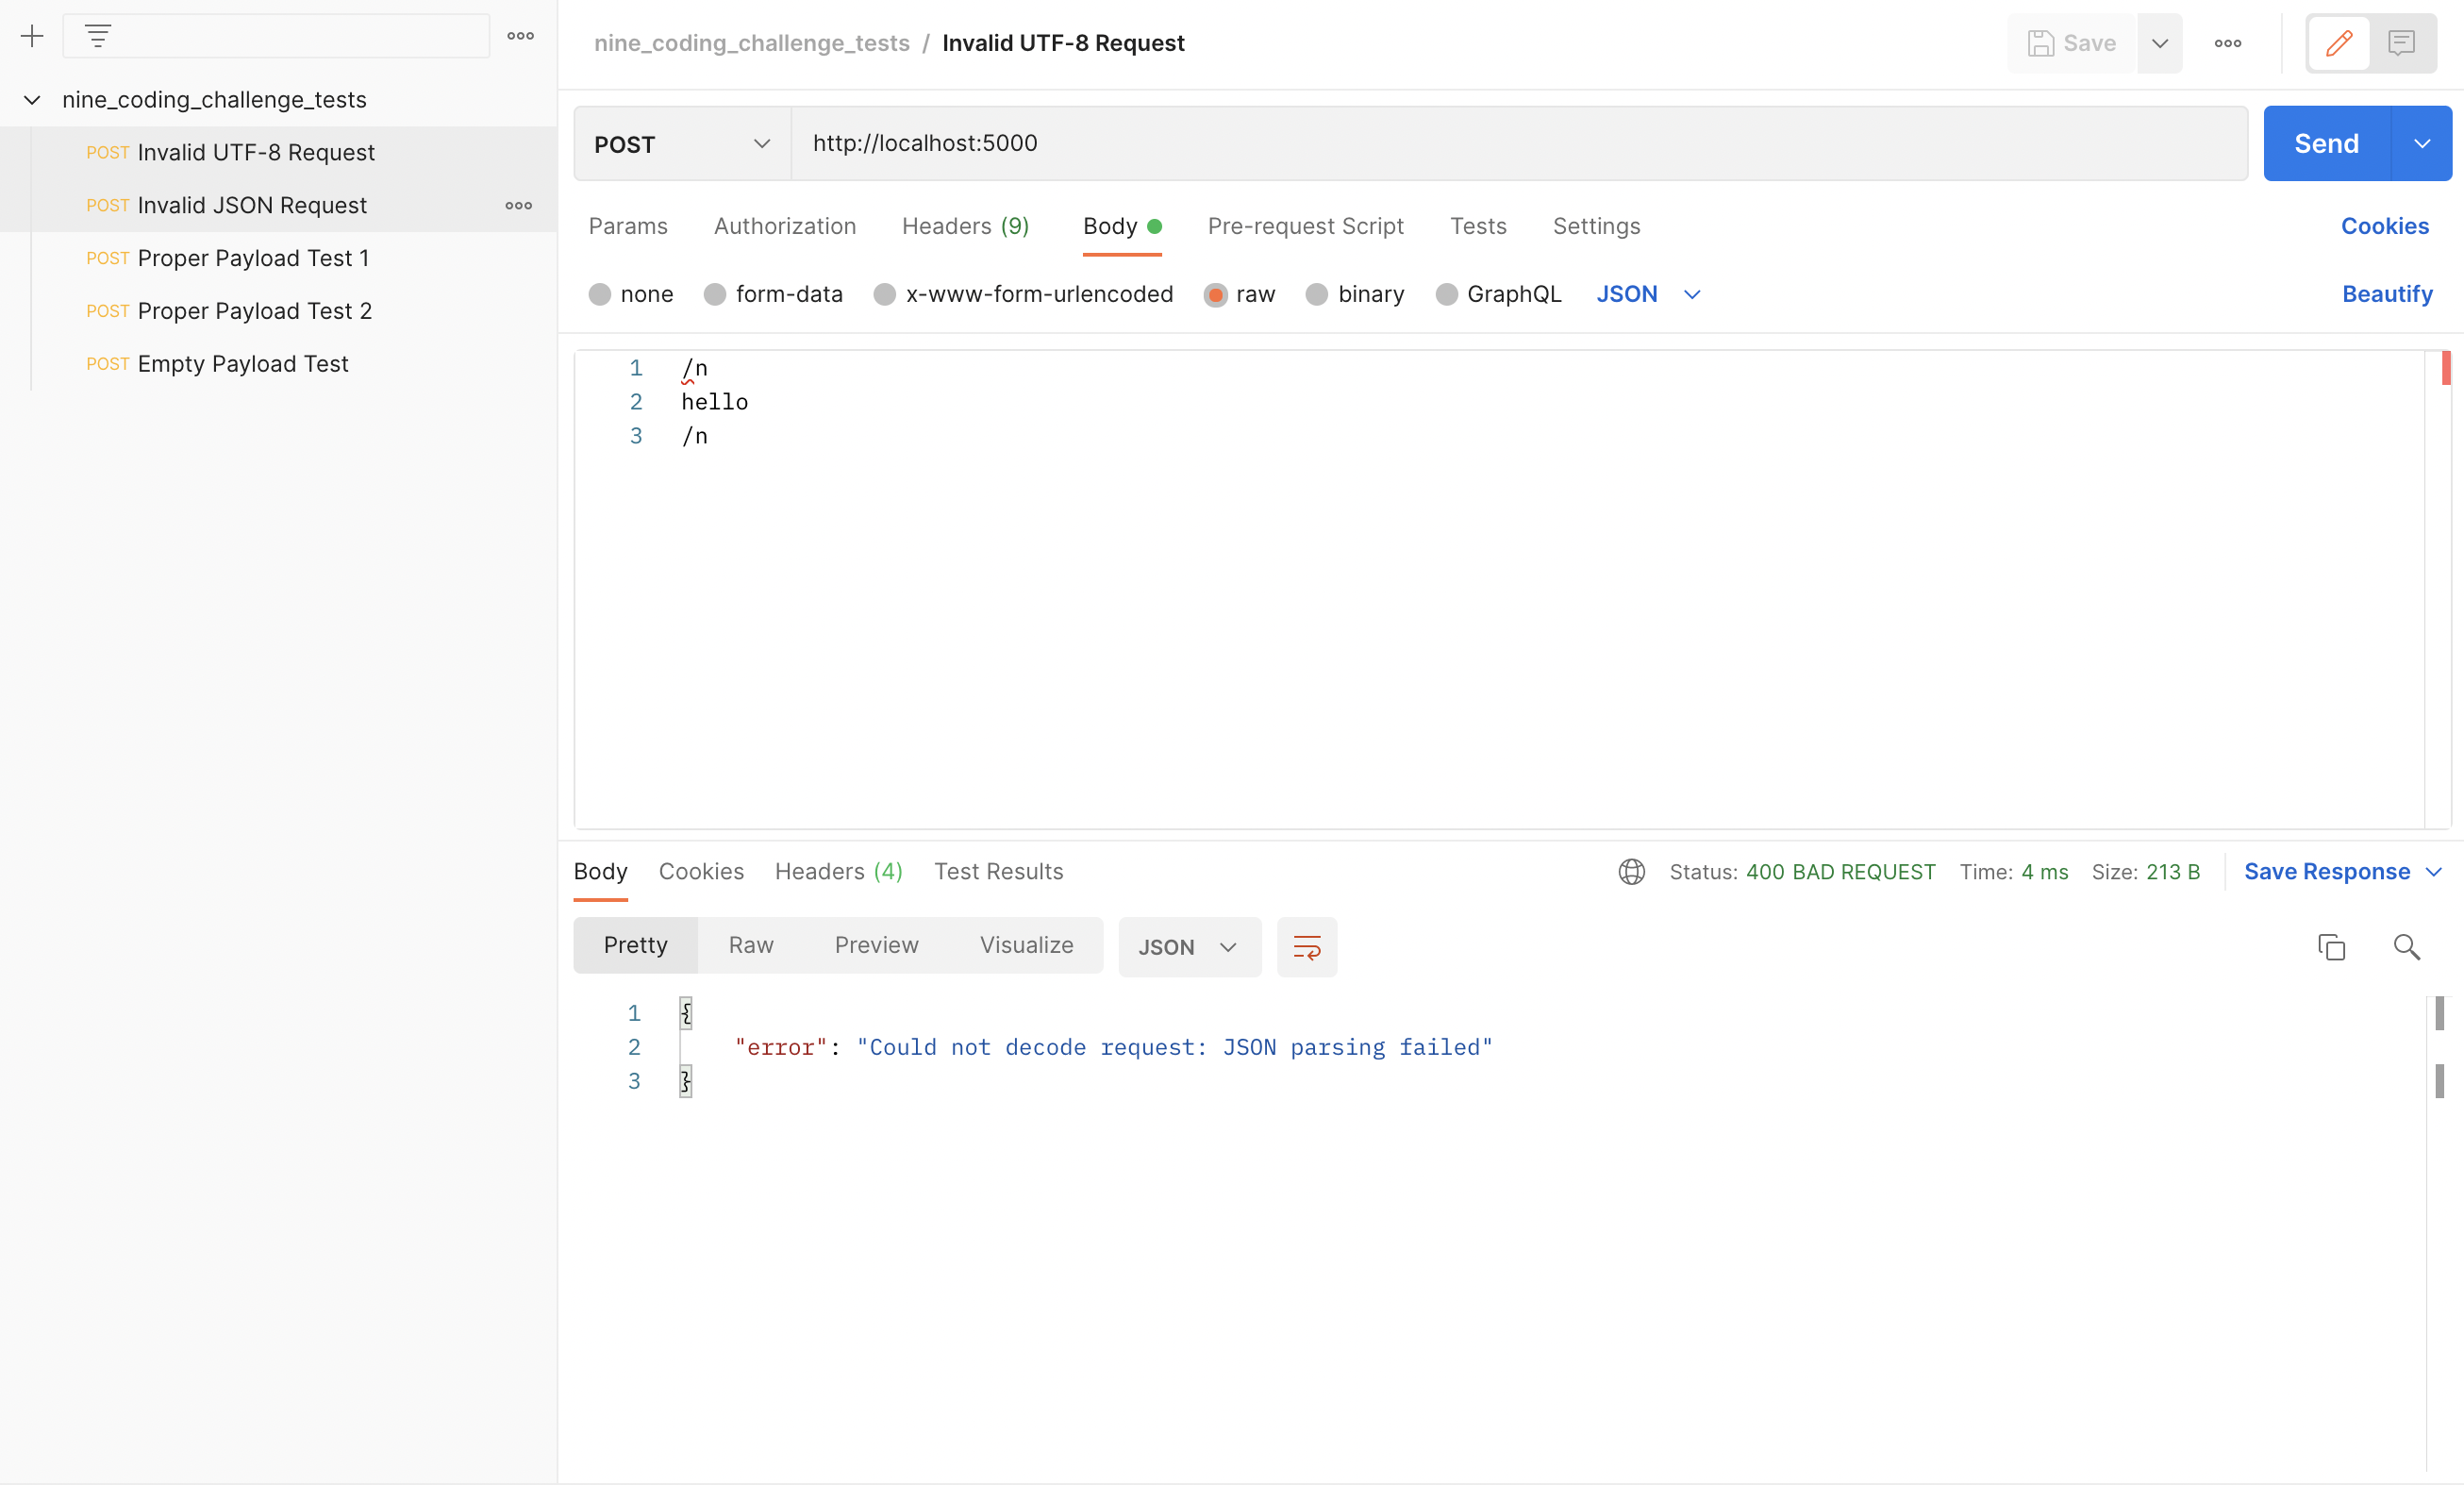 nine_coding_challenge_tests
POST Invalid UTF-8 Request
POST Invalid JSON Request
POST Proper Payload Test 1
POST Proper Payload Test 2
POST Empty Payload Test
nine_coding_challenge_tests / Invalid UTF-8 Request
Save
POST http://localhost:5000 Send
Params Authorization Headers (9) Body Pre-request Script Tests Settings Cookies
none form-data x-www-form-urlencoded raw binary GraphQL JSON Beautify
1 /n
2 hello
3 /n
Body Cookies Headers (4) Test Results Status: 400 BAD REQUEST Time: 4 ms Size: 213 B Save Response
Pretty Raw Preview Visualize JSON
1 {
2 "error": "Could not decode request: JSON parsing failed"
3 }